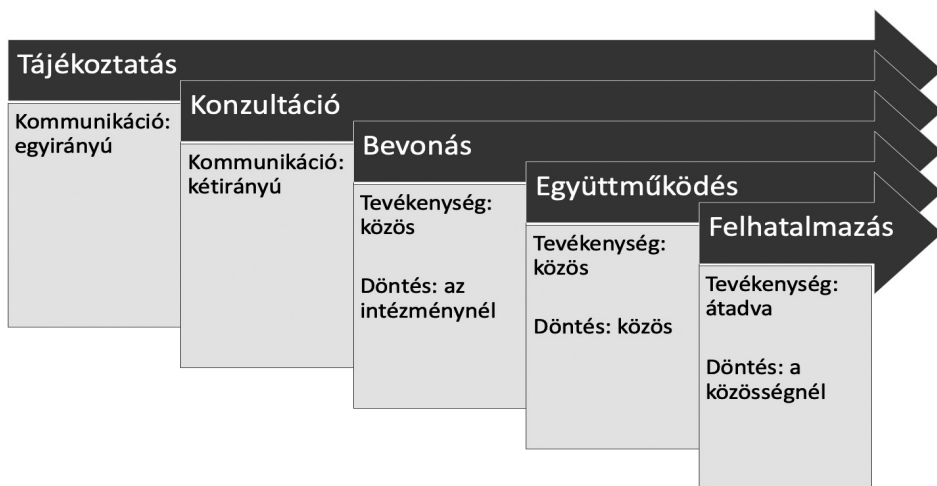 Tájékoztatás
Kommunikáció:
egyirányú
Konzultáció
Kommunikáció:
kétirányú
Bevonás
Tevékenység:
közös
Döntés: az
intézménynél
Együttműködés
Tevékenység:
közös
Döntés: közös
Felhatalmazás
Tevékenység:
átadva
Döntés: a
közösségnél